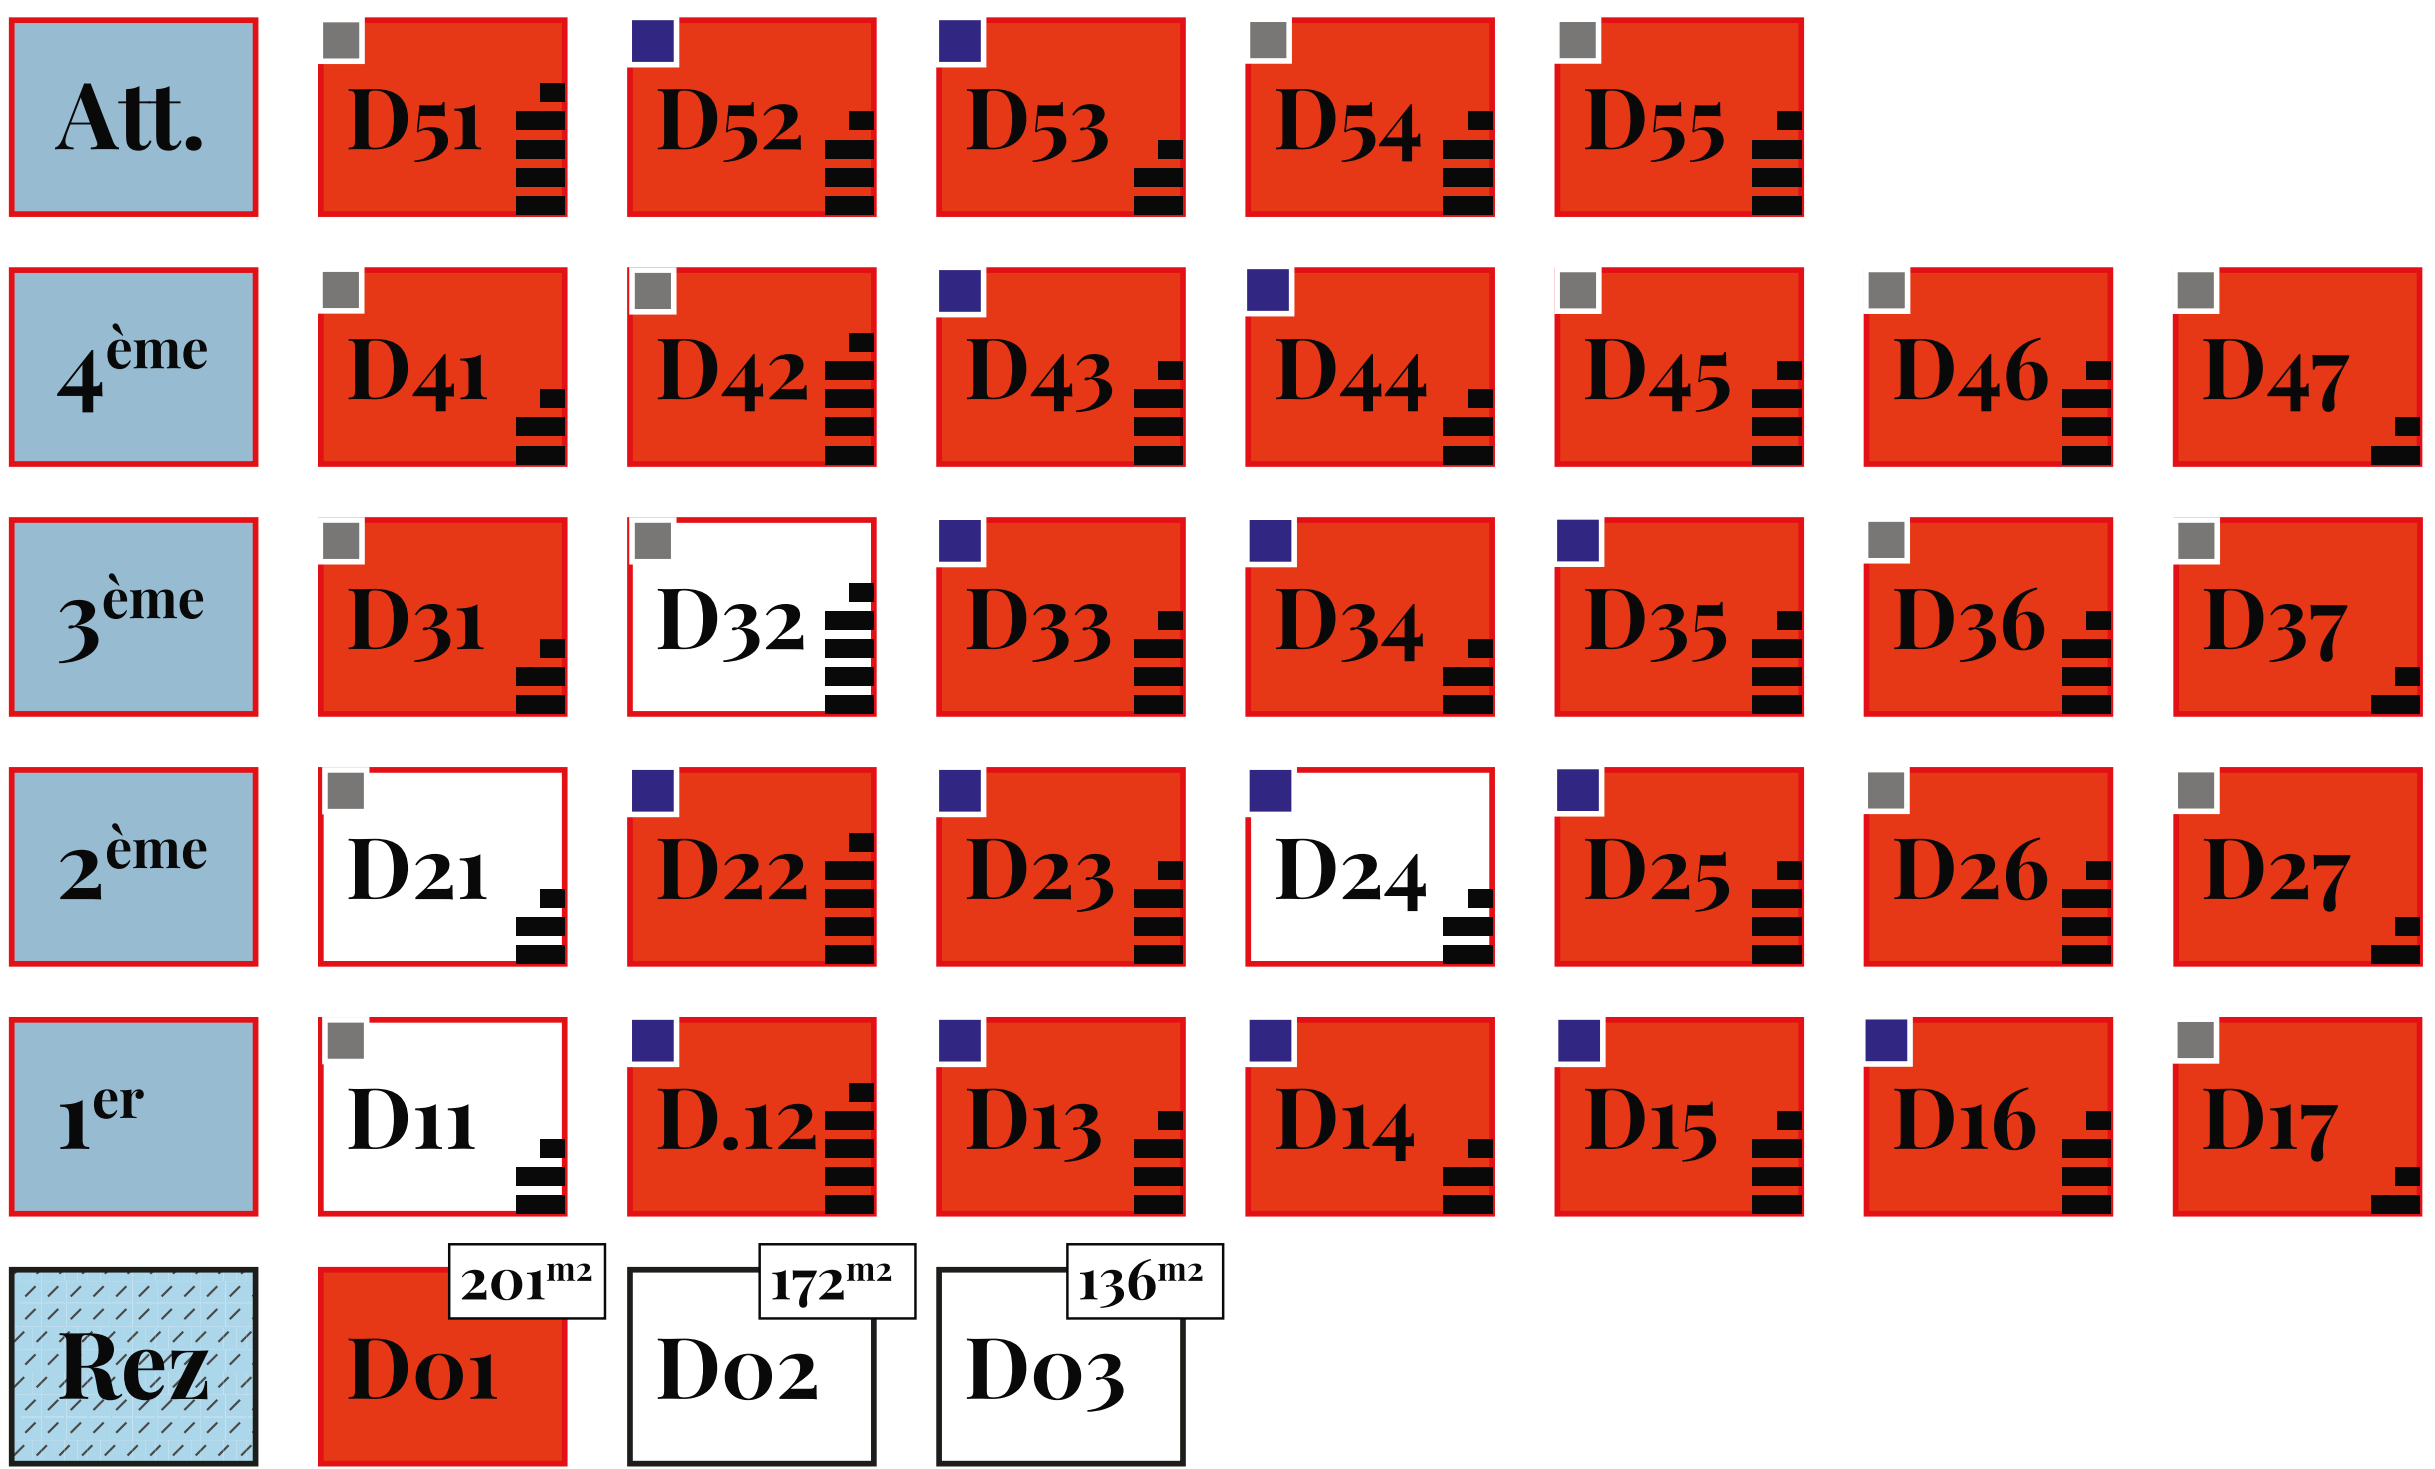 Att. D51 D52 D53 D54 D55
4ème D41 D42 D43 D44 D45 D46 D47
3ème D31 D32 D33 D34 D35 D36 D37
2ème D21 D22 D23 D24 D25 D26 D27
1er D11 D.12 D13 D14 D15 D16 D17
201m2 172m2 136m2
Rez D01 D02 D03